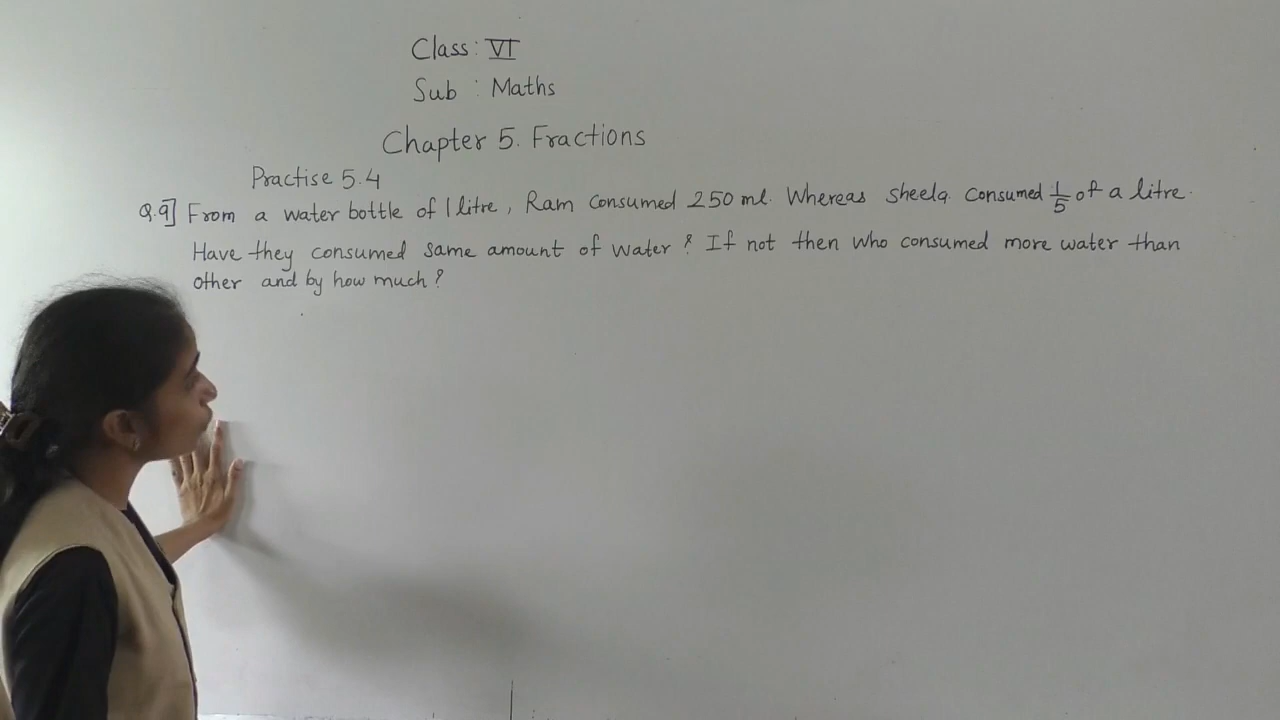 Class: VI
Sub : Maths
Chapter 5. Fractions
Practise 5.4
Q.9] From a water bottle of 1 litre, Ram consumed 250 ml. Whereas sheela consumed 1/5 of a litre.
Have they consumed same amount of water? If not then who consumed more water than
other and by how much?